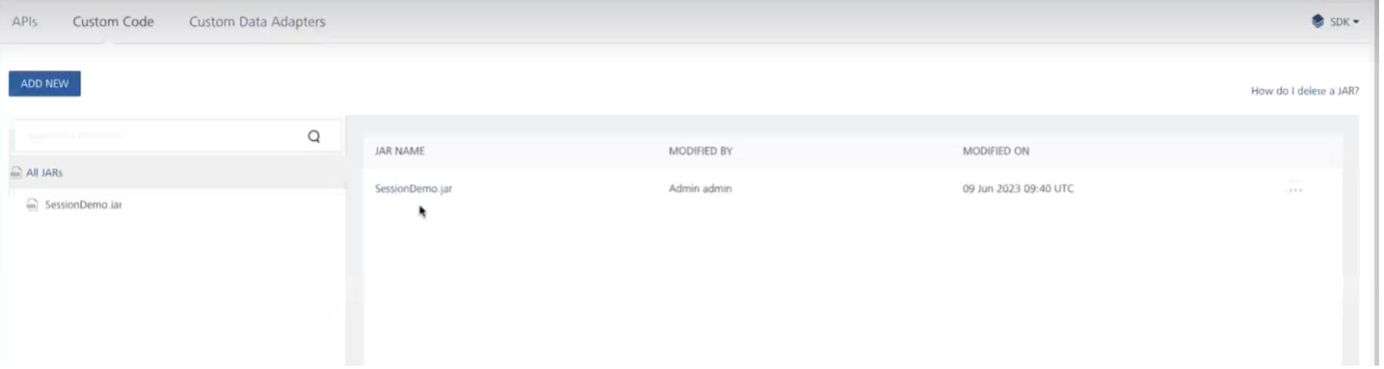 APIs Custom Code Custom Data Adapters SDK
ADD NEW
How do I delete a JAR?
All JARs
SessionDemo.jar
JAR NAME MODIFIED BY MODIFIED ON
SessionDemo.jar Admin admin 09 Jun 2023 09:40 UTC